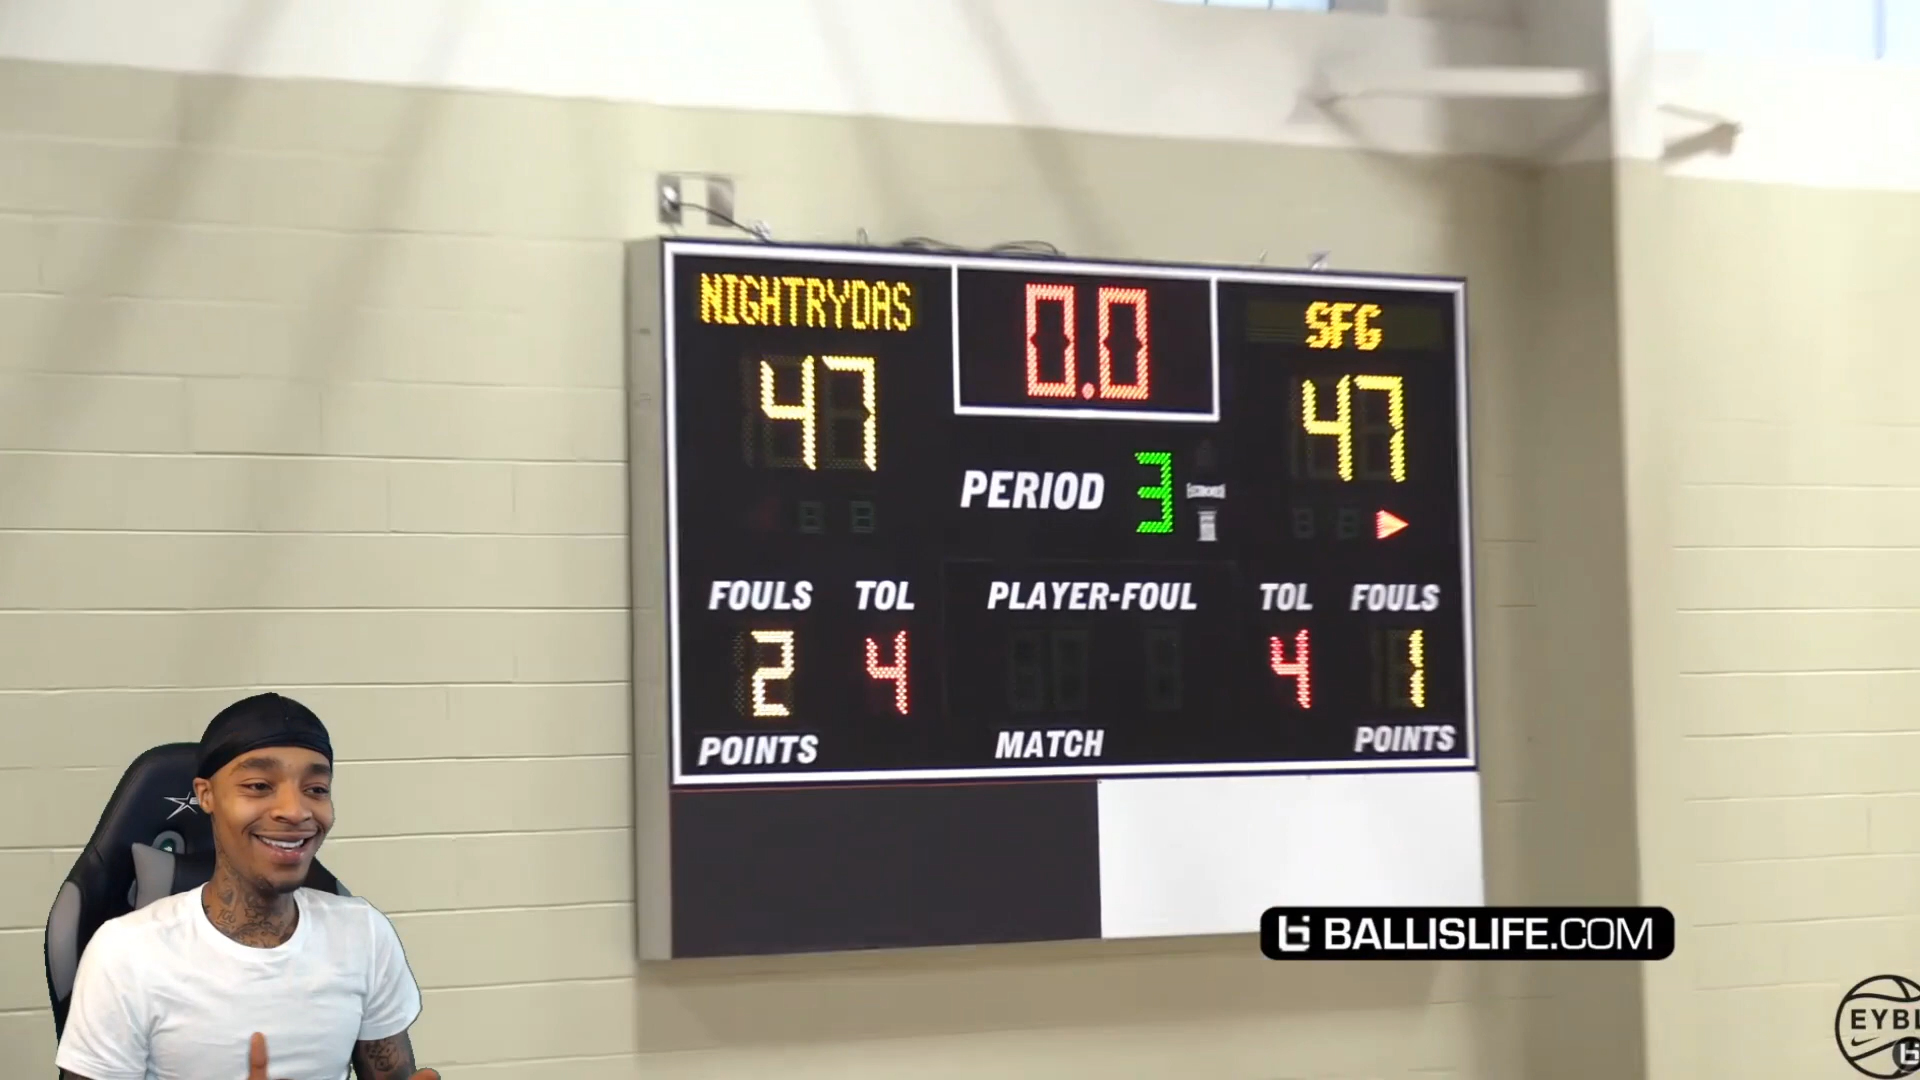 NIGHTRYDAS
0.0
SFG
47
47
PERIOD 3
FOULS TOL PLAYER-FOUL TOL FOULS
2 4 4 1
POINTS MATCH POINTS
BALLISLIFE.COM
EYBL